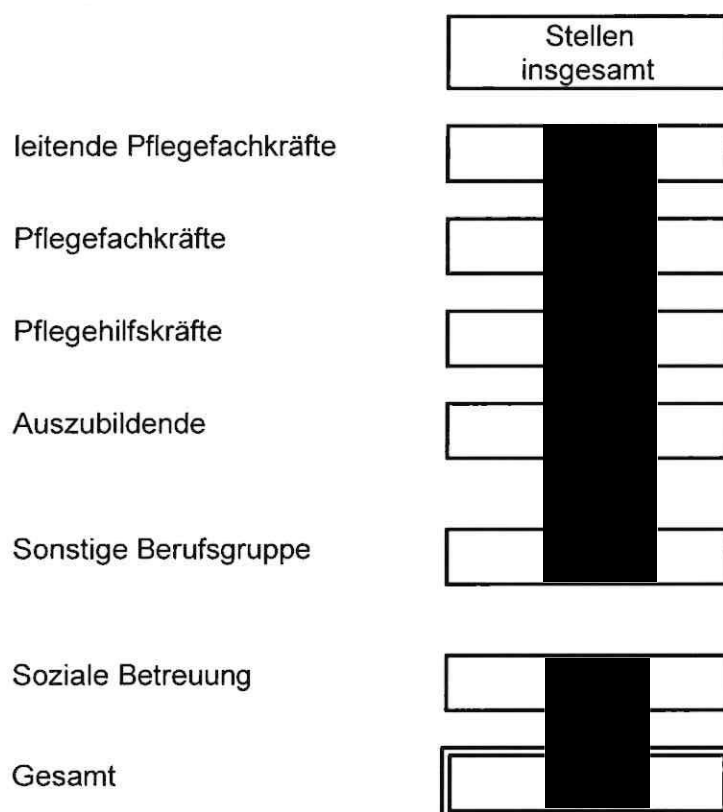 Stellen
insgesamt
leitende Pflegefachkräfte
Pflegefachkräfte
Pflegehilfskräfte
Auszubildende
Sonstige Berufsgruppe
Soziale Betreuung
Gesamt